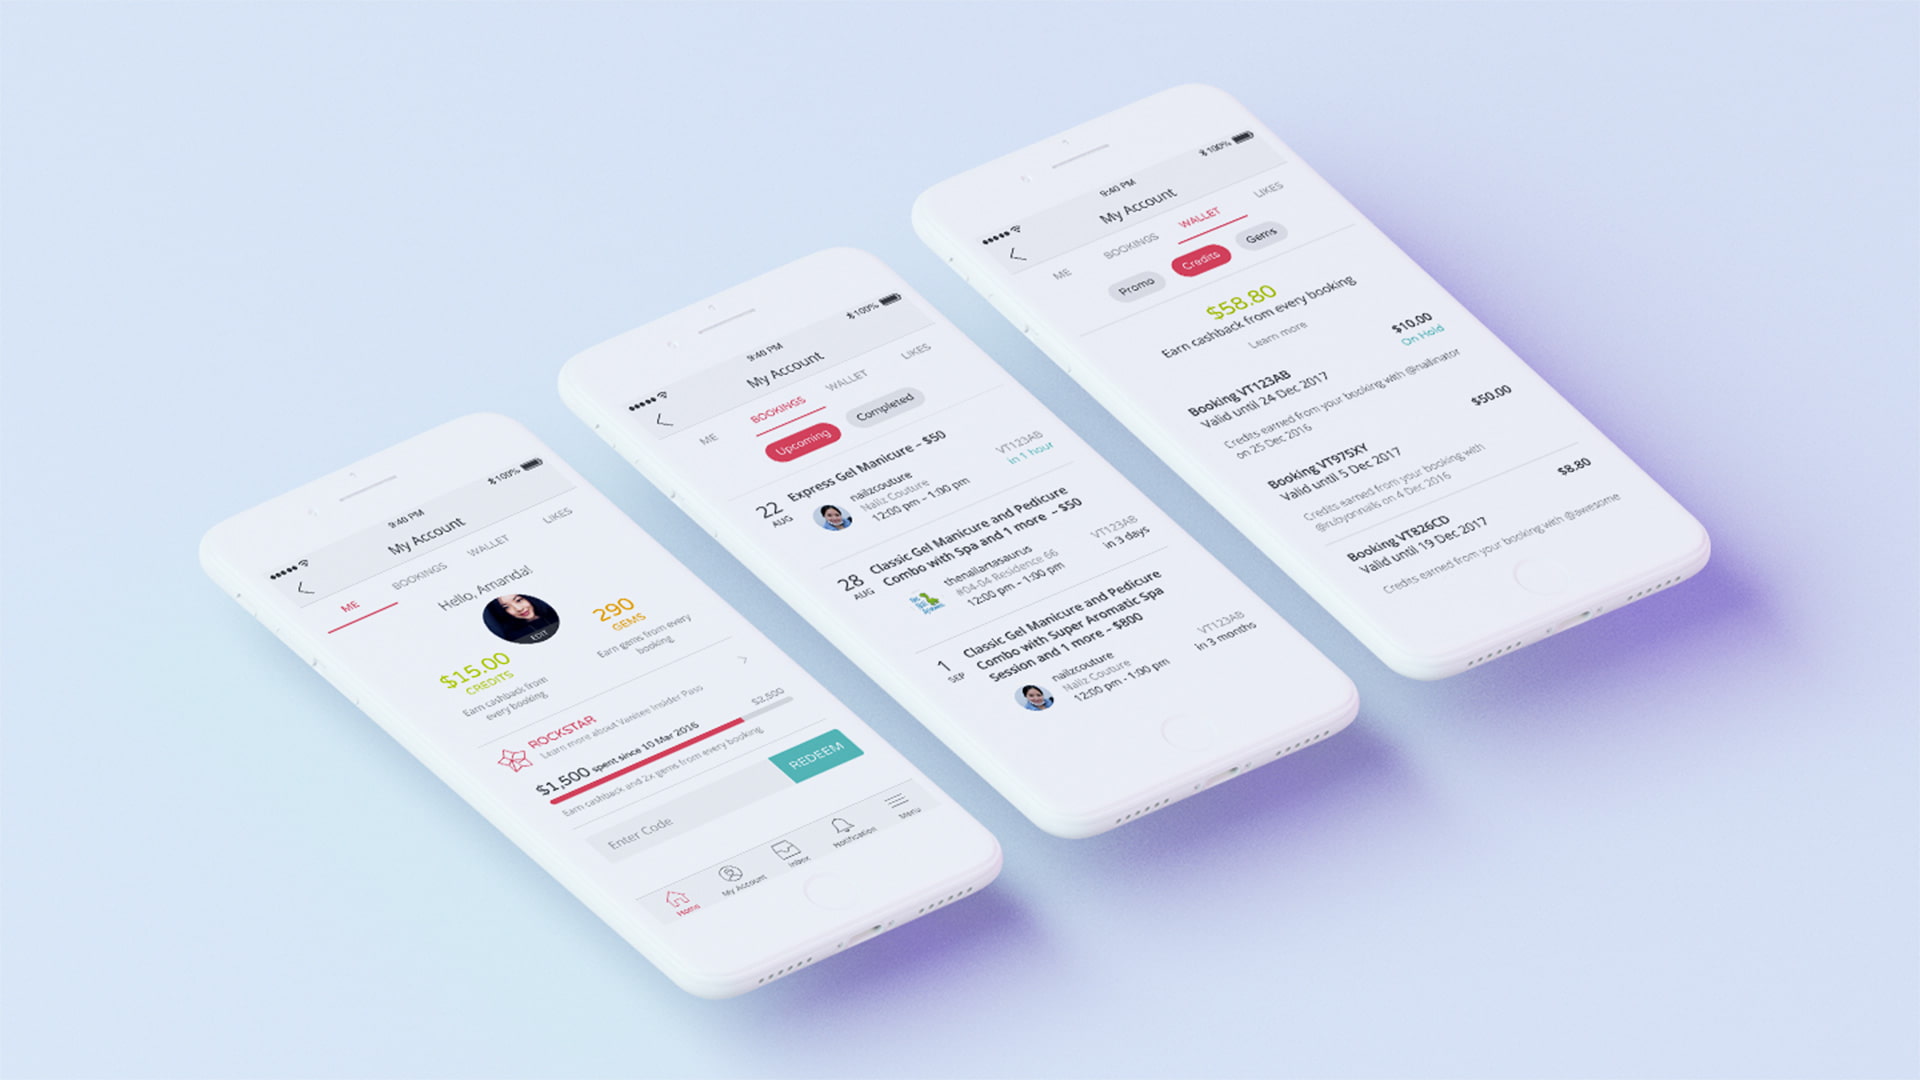 9:40 PM
100%
My Account
ME
BOOKINGS
WALLET
LIKES
Hello, Amanda!
EDIT
$15.00
CREDITS
Earn cashback from
every booking
290
GEMS
Earn gems from every
booking
ROCKSTAR
Learn more about Vanitee Insider Pass
$1,500 spent since 10 Mar 2016
$2,500
Earn cashback and 2x gems from every booking
Enter Code
REDEEM
Home
My Account
Inbox
Notification
Menu
9:40 PM
100%
My Account
ME
BOOKINGS
WALLET
LIKES
Upcoming
Completed
22
AUG
Express Gel Manicure – $50
nailzcouture
Nailz Couture
12:00 pm - 1:00 pm
VT123AB
in 1 hour
28
AUG
Classic Gel Manicure and Pedicure
Combo with Spa and 1 more – $50
thenailartasaurus
#04-04 Residence 66
12:00 pm - 1:00 pm
VT123AB
in 3 days
1
SEP
Classic Gel Manicure and Pedicure
Combo with Super Aromatic Spa
Session and 1 more – $800
nailzcouture
Nailz Couture
12:00 pm - 1:00 pm
VT123AB
in 3 months
9:40 PM
100%
My Account
ME
BOOKINGS
WALLET
LIKES
Promo
Credits
Gems
$58.80
Earn cashback from every booking
Learn more
Booking VT123AB
$10.00
Valid until 24 Dec 2017
On Hold
Credits earned from your booking with @nailinator
on 25 Dec 2016
Booking VT975XY
$50.00
Valid until 5 Dec 2017
Credits earned from your booking with
@rubyonnails on 4 Dec 2016
Booking VT826CD
$8.80
Valid until 19 Dec 2017
Credits earned from your booking with @awesome